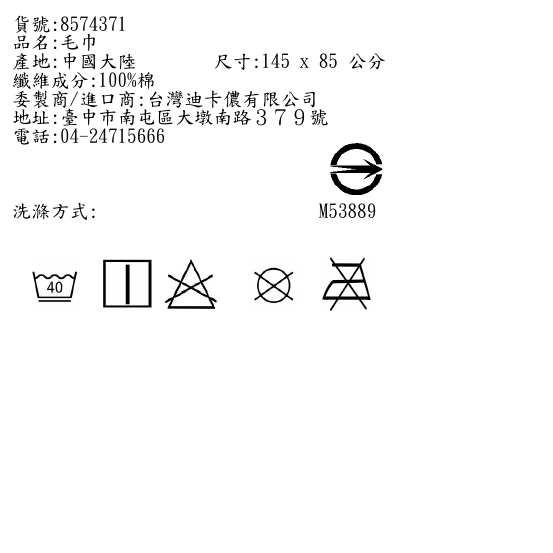 貨號:8574371
品名:毛巾
產地:中國大陸 尺寸:145 x 85 公分
纖維成分:100%棉
委製商/進口商:台灣迪卡儂有限公司
地址:臺中市南屯區大墩南路３７９號
電話:04-24715666
洗滌方式: M53889
40